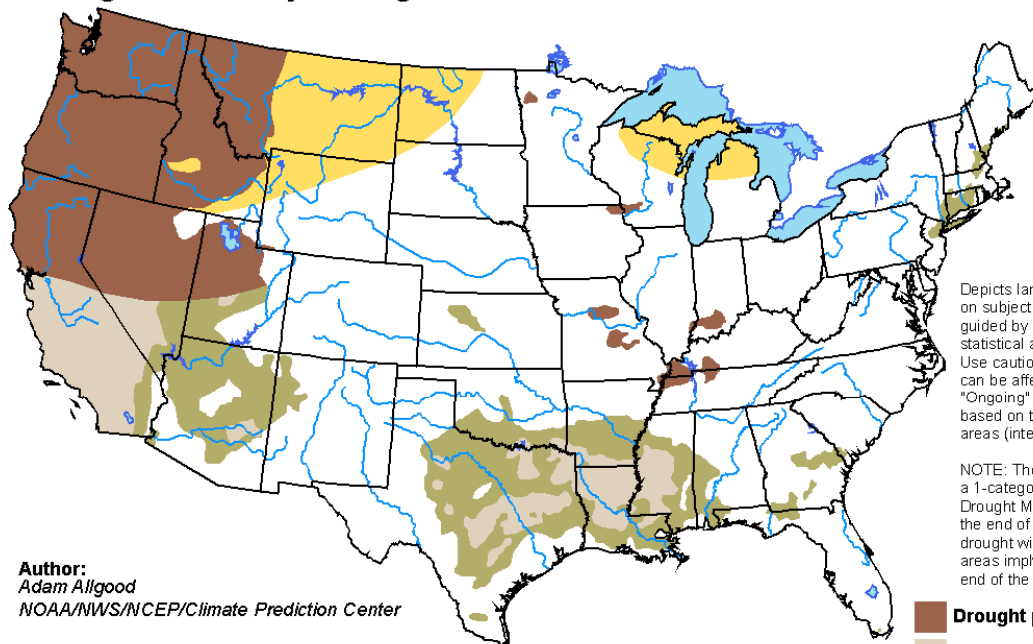 Depicts lar
on subject
guided by
statistical a
Use cautio
can be affe
"Ongoing"
based on t
areas (inte
NOTE: The
a 1-catego
Drought M
the end of
drought wi
areas imply
end of the
Author:
Adam Allgood
NOAA/NWS/NCEP/Climate Prediction Center
Drought p